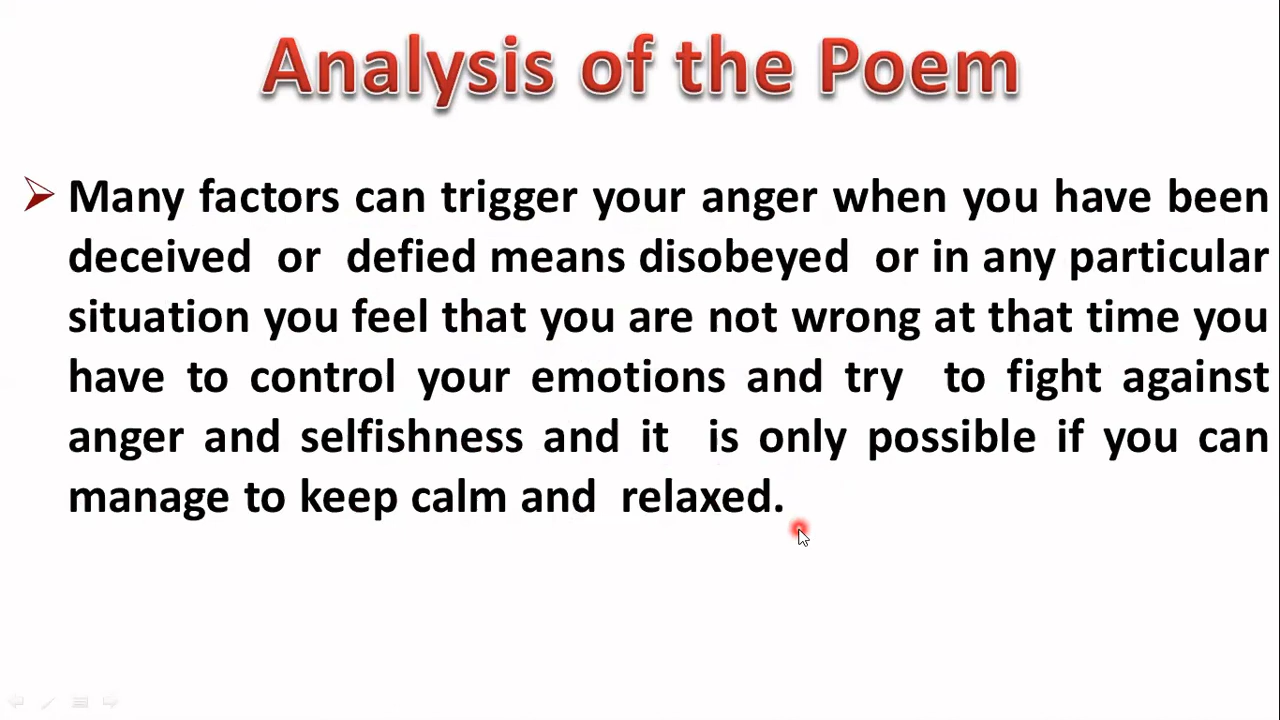 Analysis of the Poem
Many factors can trigger your anger when you have been
deceived or defied means disobeyed or in any particular
situation you feel that you are not wrong at that time you
have to control your emotions and try to fight against
anger and selfishness and it is only possible if you can
manage to keep calm and relaxed.